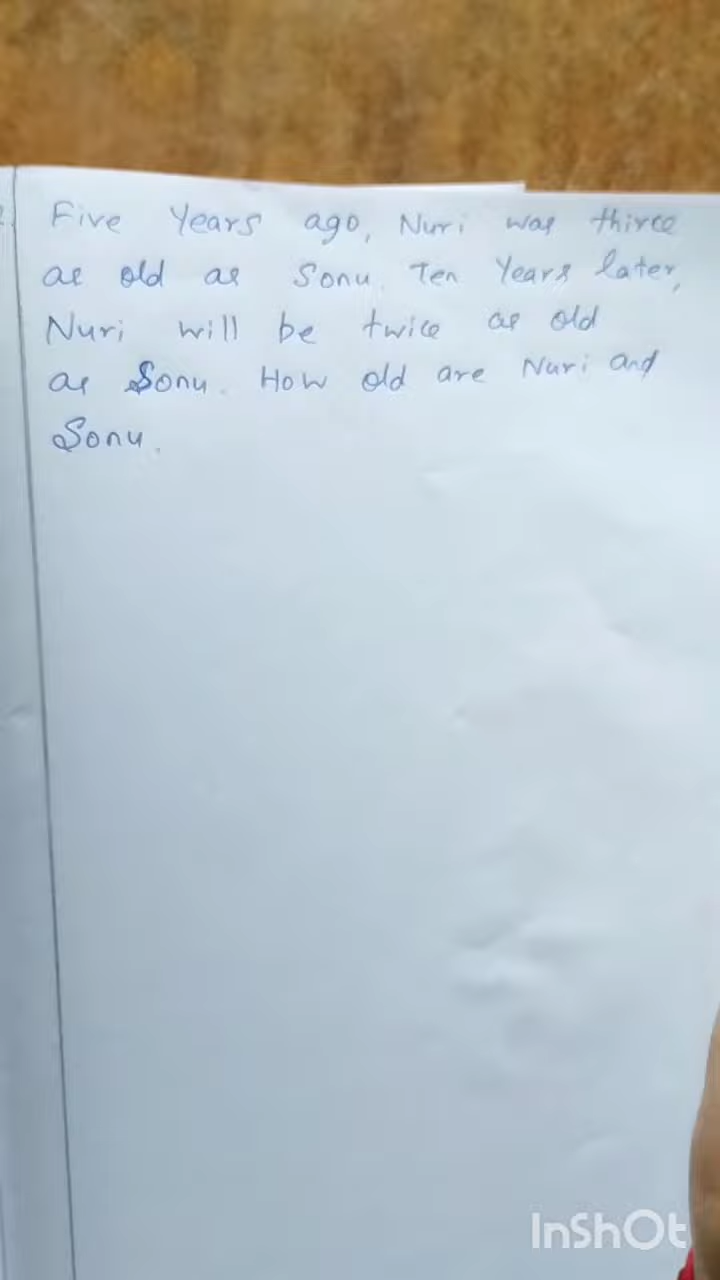 Five Years ago, Nuri was thirce
as old as Sonu. Ten Years later,
Nuri will be twice as old
as Sonu. How old are Nuri and
Sonu.
InShOt